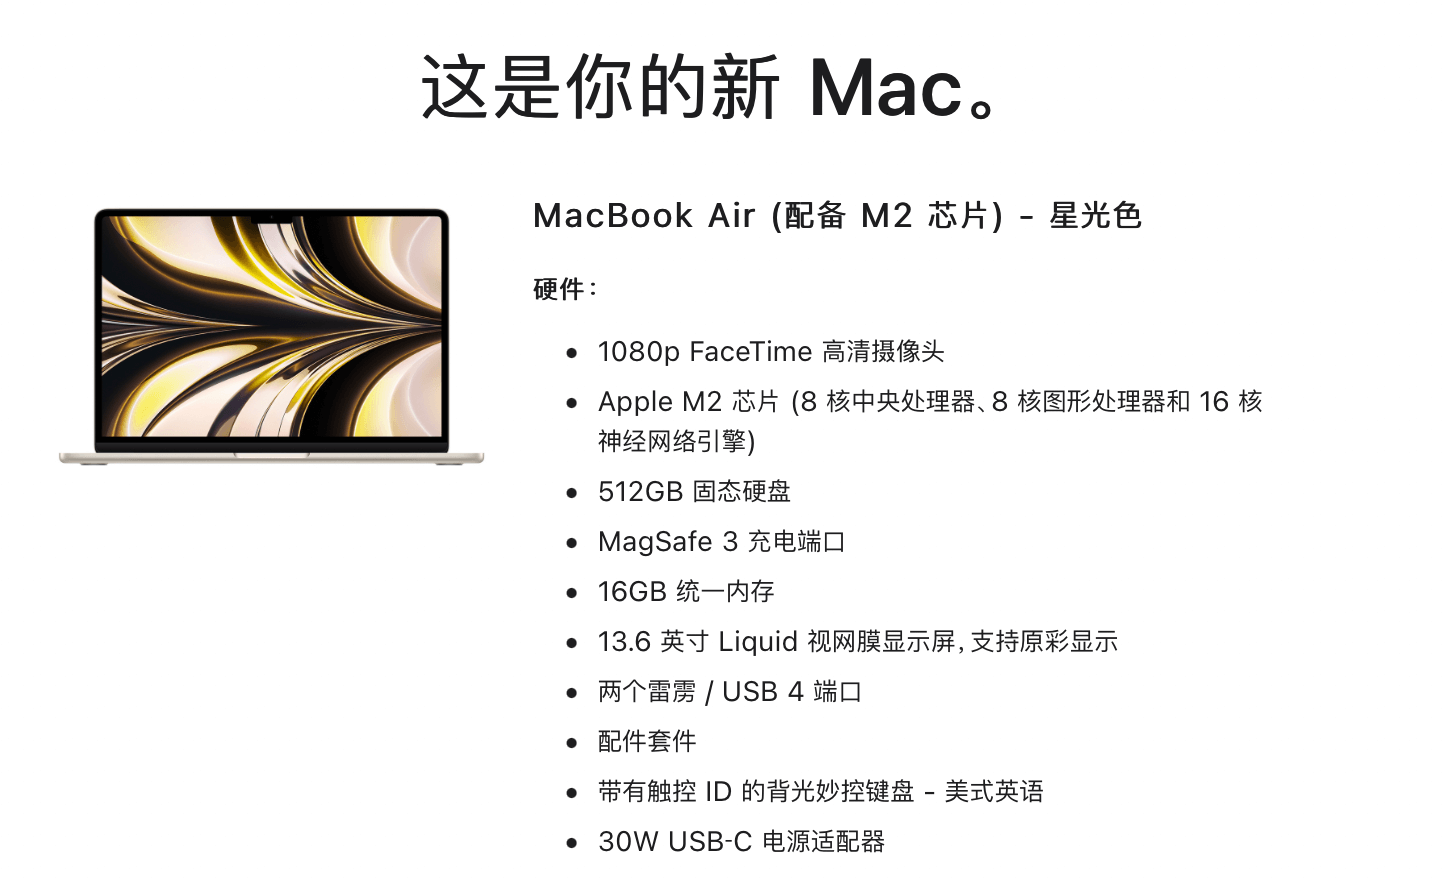 这是你的新 Mac。
MacBook Air (配备 M2 芯片) - 星光色
硬件：
• 1080p FaceTime 高清摄像头
• Apple M2 芯片 (8 核中央处理器、8 核图形处理器和 16 核
神经网络引擎)
• 512GB 固态硬盘
• MagSafe 3 充电端口
• 16GB 统一内存
• 13.6 英寸 Liquid 视网膜显示屏，支持原彩显示
• 两个雷雳 / USB 4 端口
• 配件套件
• 带有触控 ID 的背光妙控键盘 - 美式英语
• 30W USB-C 电源适配器